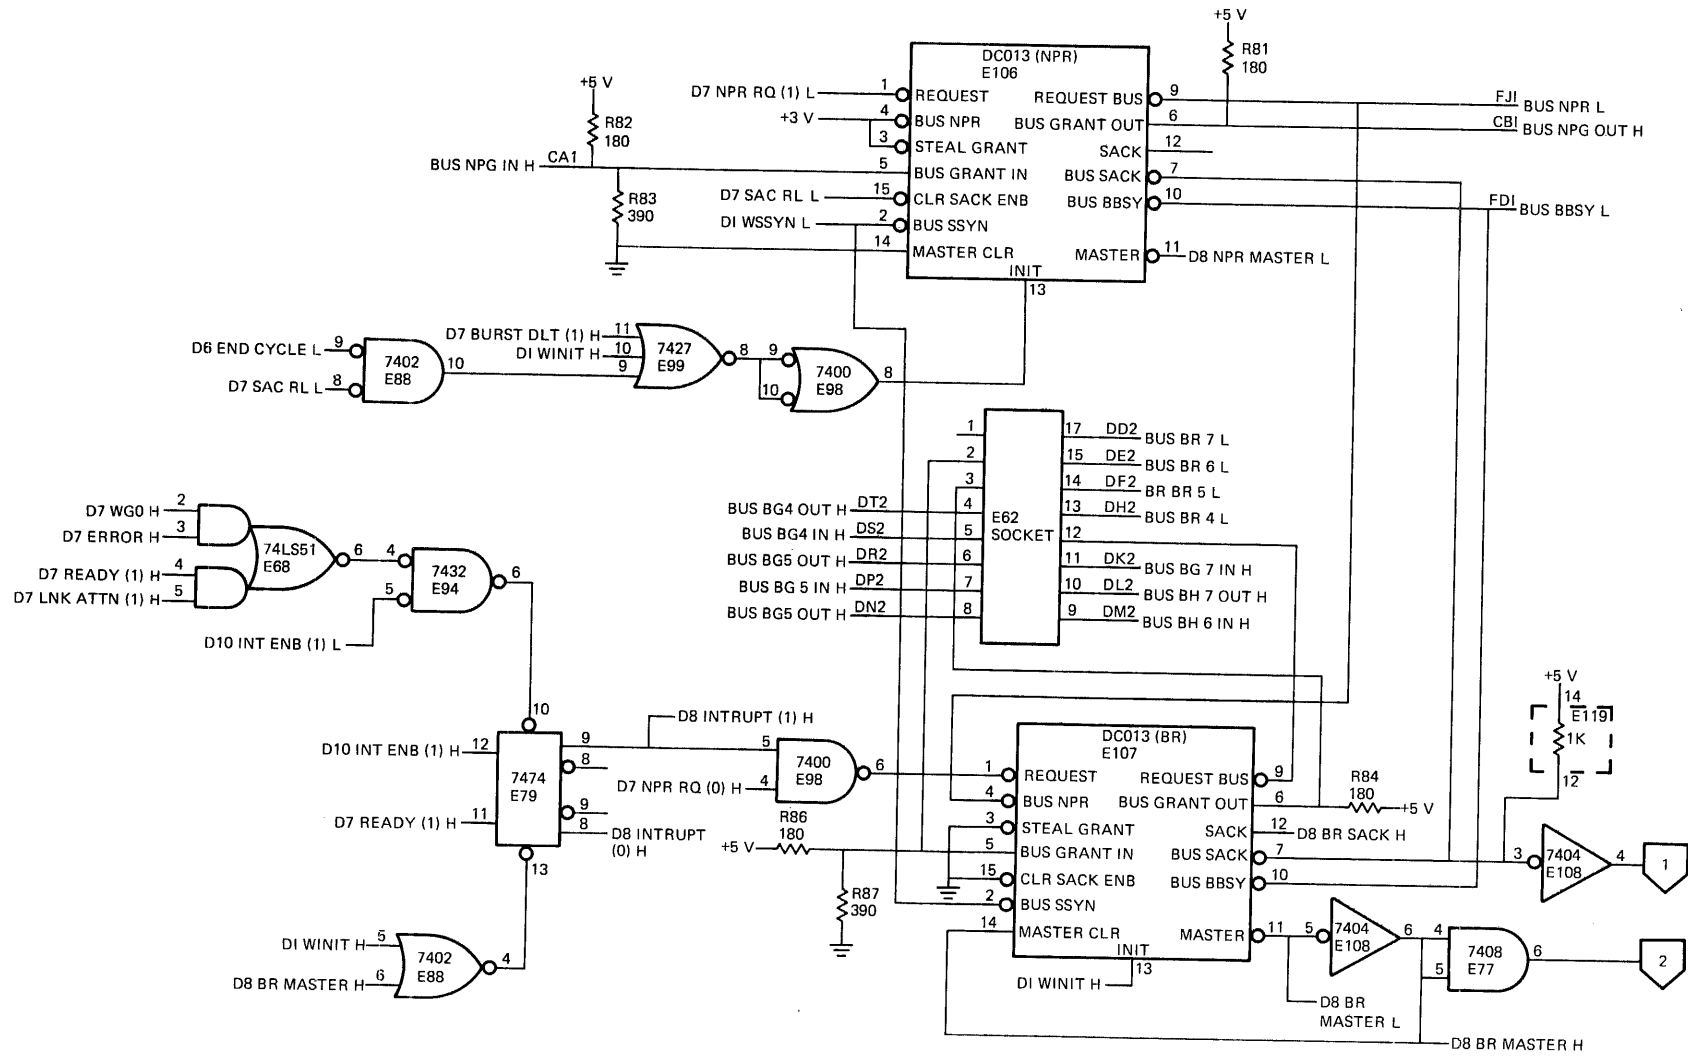 +5 V
R81
180
DC013 (NPR)
E106
+5 V
R82
180
D7 NPR RQ (1) L
1
REQUEST
REQUEST BUS
9
FJI
BUS NPR L
+3 V
4
BUS NPR
BUS GRANT OUT
6
CBI
BUS NPG OUT H
3
STEAL GRANT
SACK
12
BUS NPG IN H
CA1
5
BUS GRANT IN
BUS SACK
7
R83
390
D7 SAC RL L
15
CLR SACK ENB
BUS BBSY
10
FDI
BUS BBSY L
DI WSSYN L
2
BUS SSYN
14
MASTER CLR
MASTER
11
D8 NPR MASTER L
INIT
13
D6 END CYCLE L
9
D7 SAC RL L
8
7402
E88
10
D7 BURST DLT (1) H
11
DI WINIT H
10
9
7427
E99
8
9
10
7400
E98
8
1
2
3
4
5
6
7
8
E62
SOCKET
17
DD2
BUS BR 7 L
15
DE2
BUS BR 6 L
14
DF2
BR BR 5 L
13
DH2
BUS BR 4 L
12
11
DK2
BUS BG 7 IN H
10
DL2
BUS BH 7 OUT H
9
DM2
BUS BH 6 IN H
BUS BG4 OUT H
DT2
BUS BG4 IN H
DS2
BUS BG5 OUT H
DR2
BUS BG 5 IN H
DP2
BUS BG5 OUT H
DN2
D7 WG0 H
2
D7 ERROR H
3
D7 READY (1) H
4
D7 LNK ATTN (1) H
5
74LS51
E68
6
4
5
7432
E94
6
D10 INT ENB (1) L
10
D10 INT ENB (1) H
12
7474
E79
9
8
D7 READY (1) H
11
9
8
D8 INTRUPT
(0) H
13
D8 INTRUPT (1) H
5
D7 NPR RQ (0) H
4
7400
E98
6
DI WINIT H
5
D8 BR MASTER H
6
7402
E88
4
R86
180
+5 V
R87
390
DC013 (BR)
E107
1
REQUEST
REQUEST BUS
9
4
BUS NPR
BUS GRANT OUT
6
R84
180
+5 V
3
STEAL GRANT
SACK
12
D8 BR SACK H
5
BUS GRANT IN
BUS SACK
7
15
CLR SACK ENB
BUS BBSY
10
2
BUS SSYN
14
MASTER CLR
MASTER
11
INIT
13
DI WINIT H
+5 V
14
E119
1K
12
3
7404
E108
4
1
5
7404
E108
6
4
5
7408
E77
6
2
D8 BR
MASTER L
D8 BR MASTER H